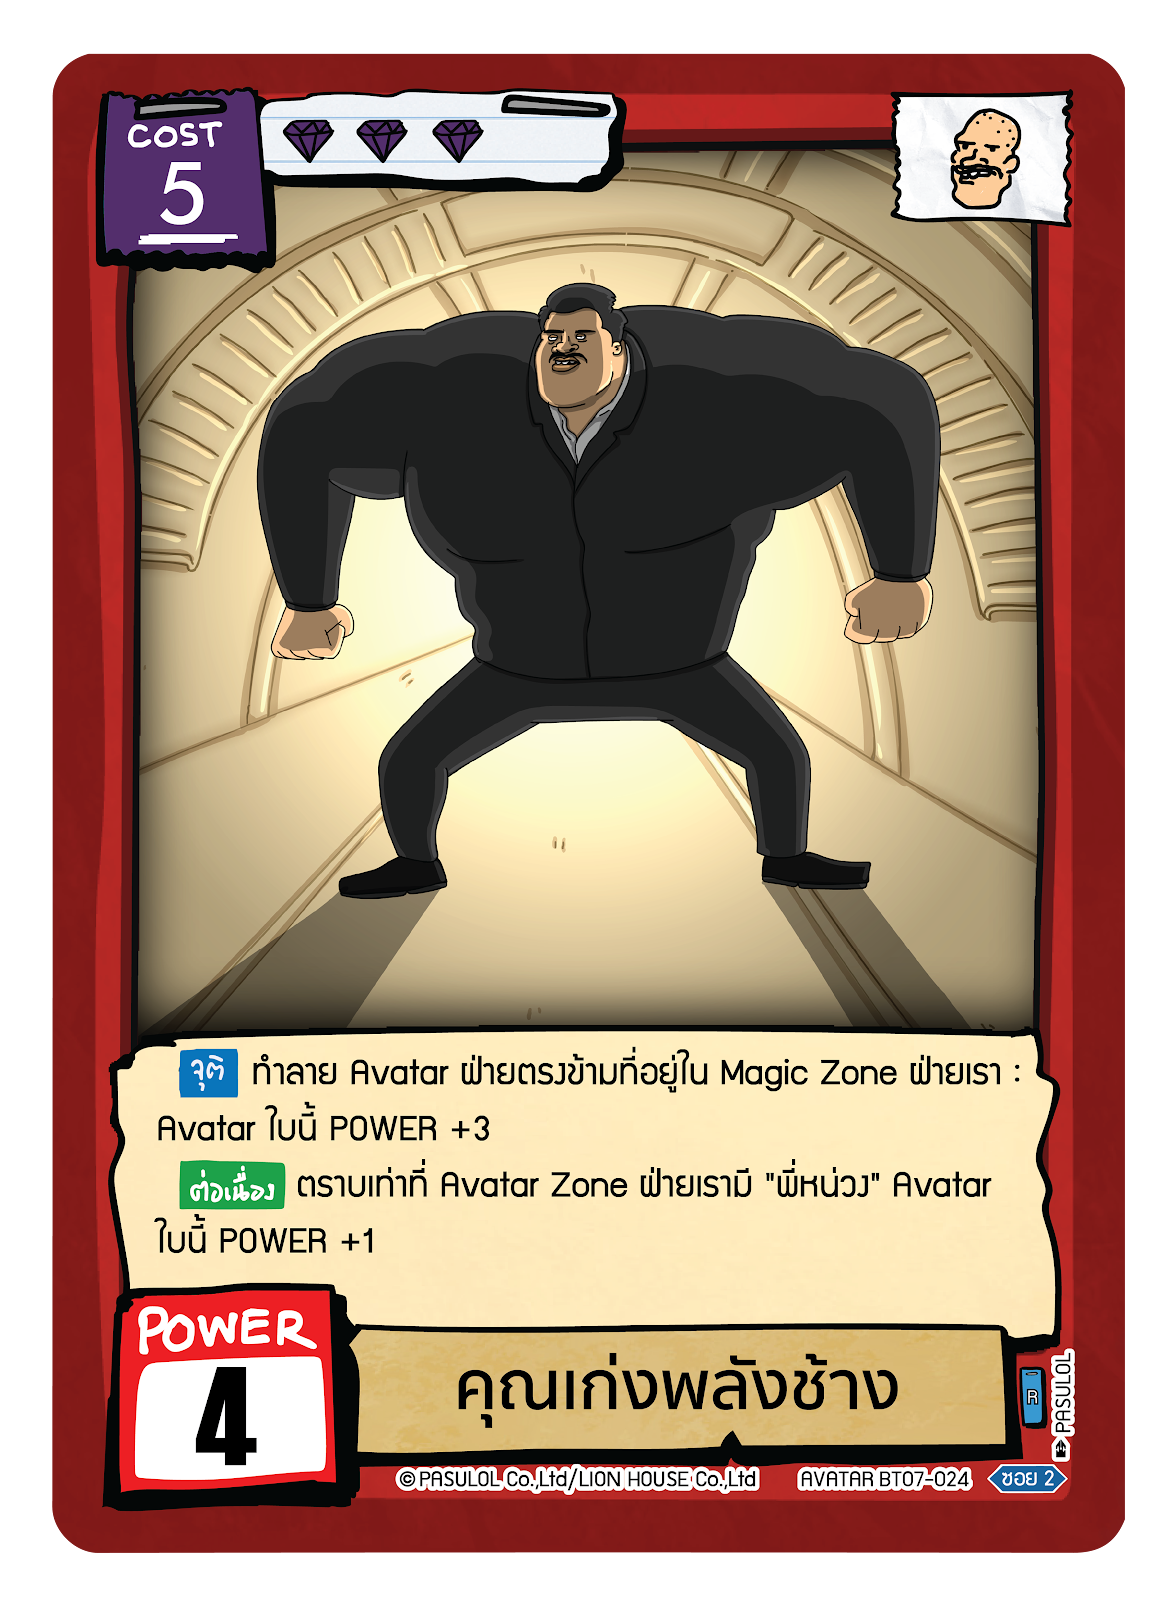 COST
5
จุติ ทำลาย Avatar ฝ่ายตรงข้ามที่อยู่ใน Magic Zone ฝ่ายเรา :
Avatar ใบนี้ POWER +3
ต่อเนื่อง ตราบเท่าที่ Avatar Zone ฝ่ายเรามี "พี่หน่วง" Avatar
ใบนี้ POWER +1
POWER
4
คุณเก่งพลังช้าง
R
PASULOL
© PASULOL Co.,Ltd/LION HOUSE Co.,Ltd
AVATAR BT07-024
ซอย 2